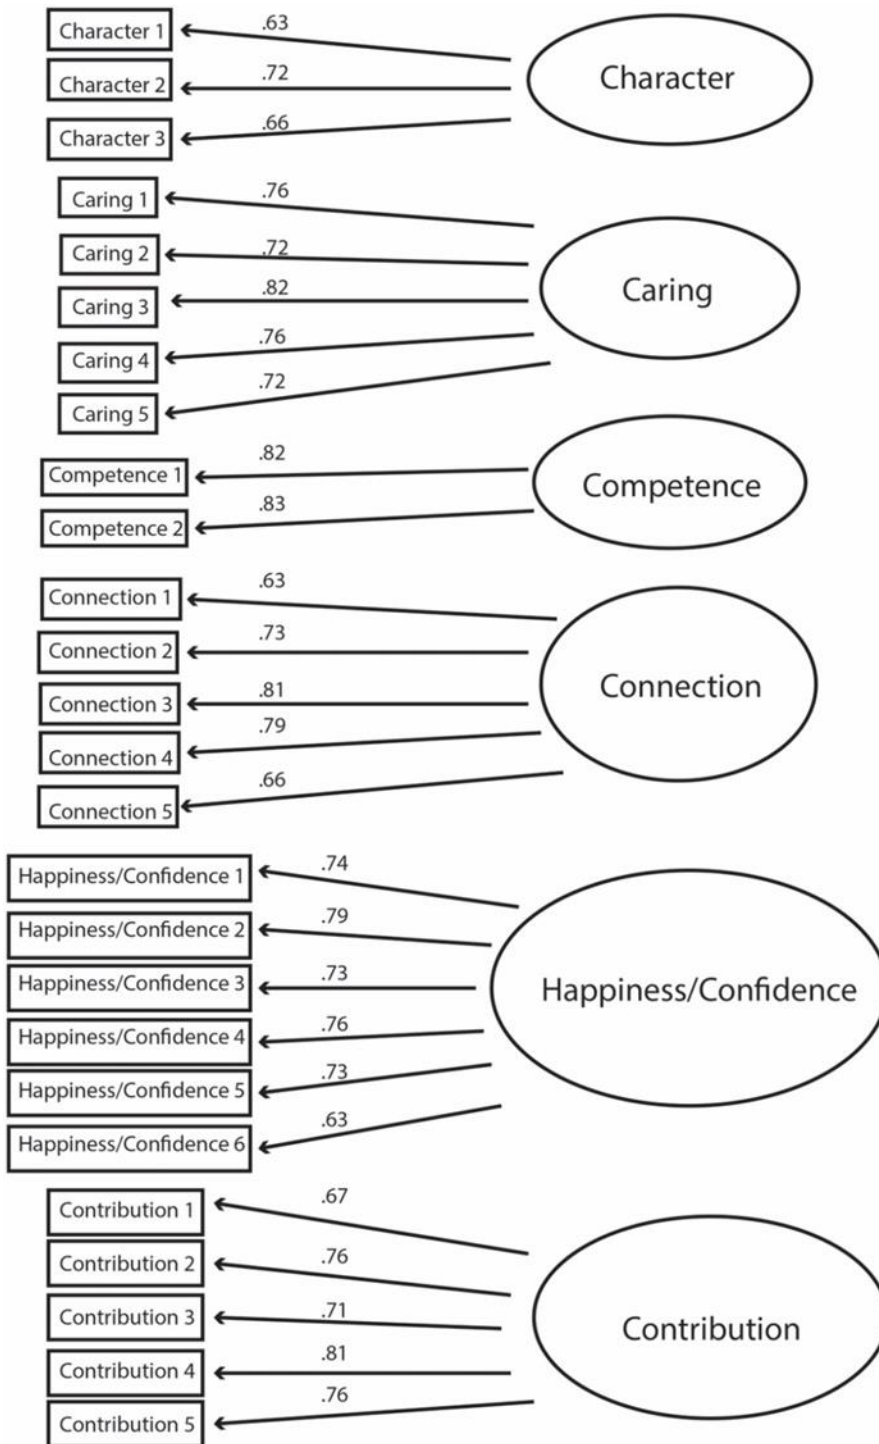 Character 1
.63
Character 2
.72
Character 3
.66
Character
Caring 1
.76
Caring 2
.72
Caring 3
.82
Caring 4
.76
Caring 5
.72
Caring
Competence 1
.82
Competence 2
.83
Competence
Connection 1
.63
Connection 2
.73
Connection 3
.81
Connection 4
.79
Connection 5
.66
Connection
Happiness/Confidence 1
.74
Happiness/Confidence 2
.79
Happiness/Confidence 3
.73
Happiness/Confidence 4
.76
Happiness/Confidence 5
.73
Happiness/Confidence 6
.63
Happiness/Confidence
Contribution 1
.67
Contribution 2
.76
Contribution 3
.71
Contribution 4
.81
Contribution 5
.76
Contribution